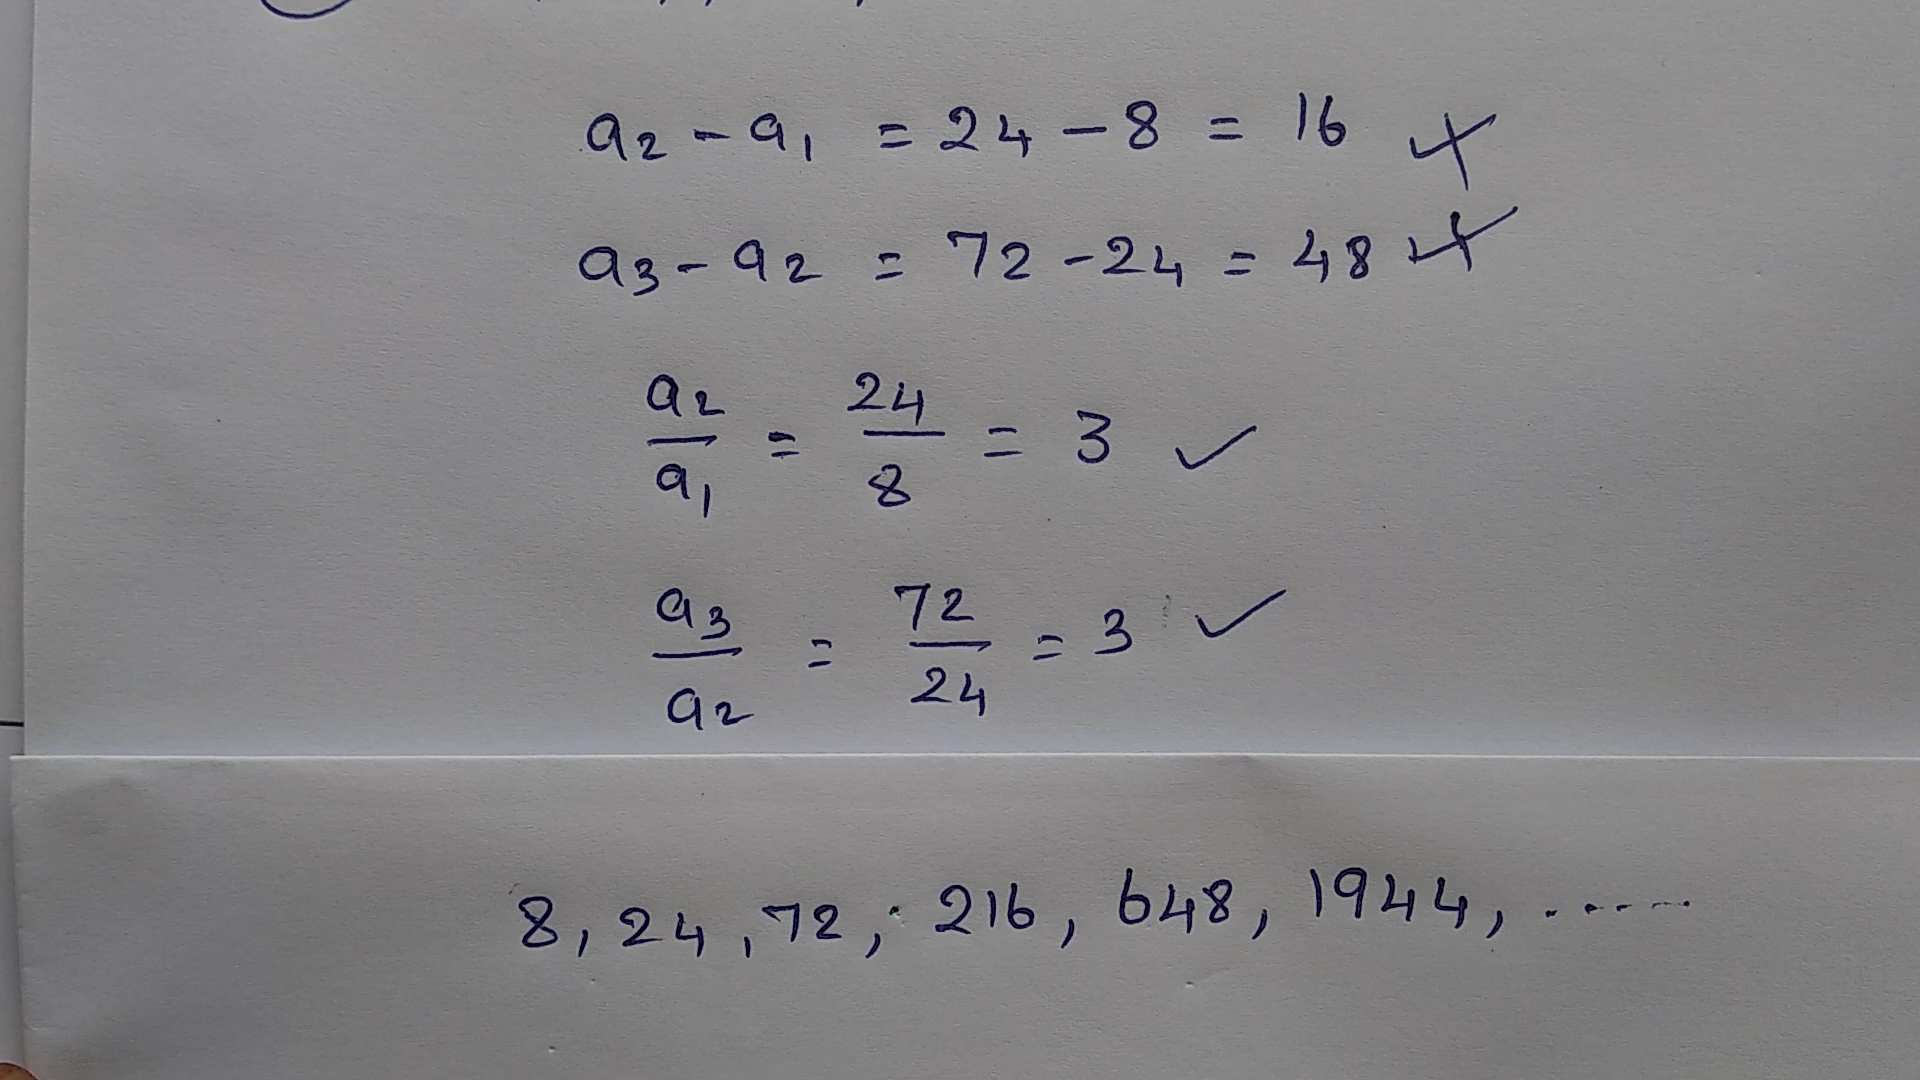 a₂ - a₁ = 24 - 8 = 16 ✗
a₃ - a₂ = 72 - 24 = 48 ✗
a₂/a₁ = 24/8 = 3 ✓
a₃/a₂ = 72/24 = 3 ✓
8, 24, 72, 216, 648, 1944, ......